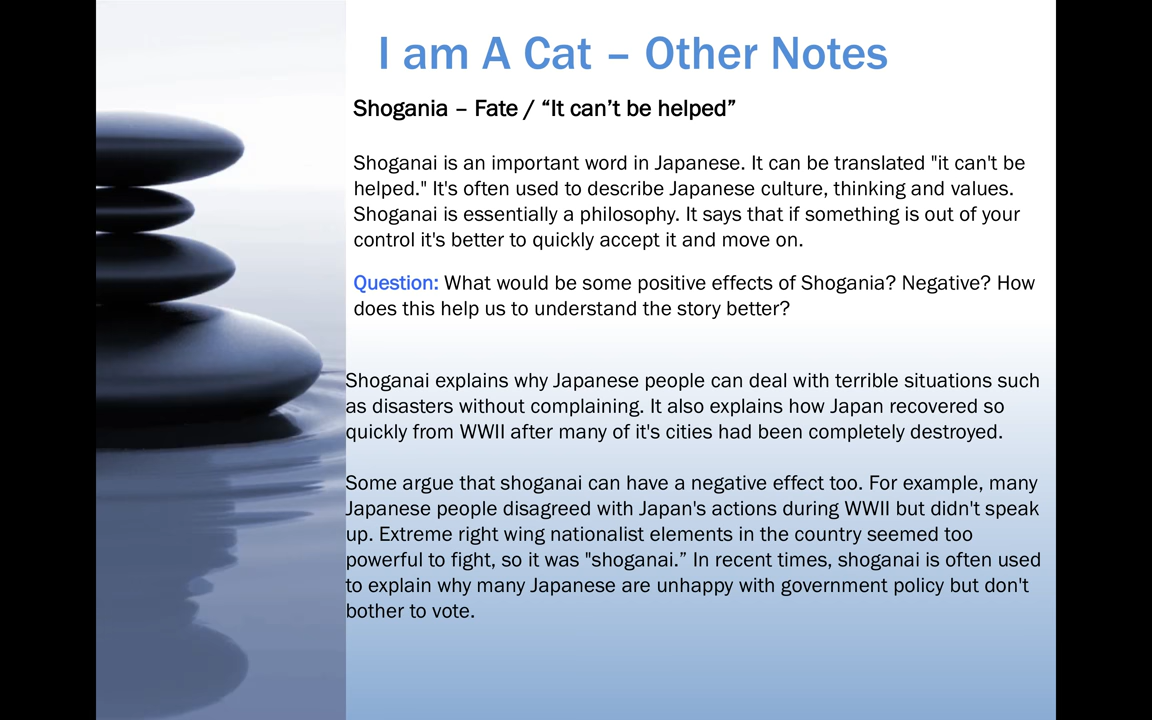 I am A Cat – Other Notes
Shogania – Fate / “It can’t be helped”
Shoganai is an important word in Japanese. It can be translated "it can't be
helped." It's often used to describe Japanese culture, thinking and values.
Shoganai is essentially a philosophy. It says that if something is out of your
control it's better to quickly accept it and move on.
Question: What would be some positive effects of Shogania? Negative? How
does this help us to understand the story better?
Shoganai explains why Japanese people can deal with terrible situations such
as disasters without complaining. It also explains how Japan recovered so
quickly from WWII after many of it's cities had been completely destroyed.
Some argue that shoganai can have a negative effect too. For example, many
Japanese people disagreed with Japan's actions during WWII but didn't speak
up. Extreme right wing nationalist elements in the country seemed too
powerful to fight, so it was "shoganai.” In recent times, shoganai is often used
to explain why many Japanese are unhappy with government policy but don't
bother to vote.